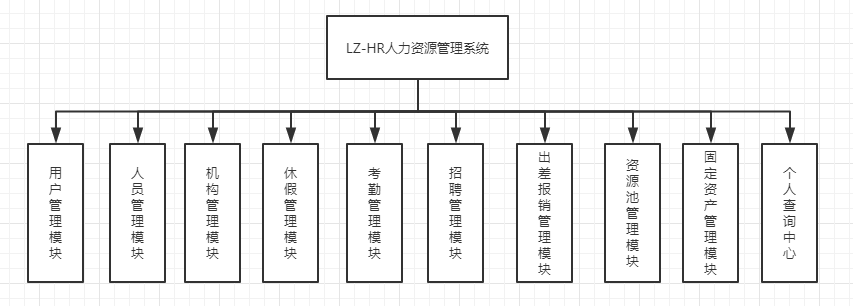 LZ-HR人力资源管理系统
用户管理模块
人员管理模块
机构管理模块
休假管理模块
考勤管理模块
招聘管理模块
出差报销管理模块
资源池管理模块
固定资产管理模块
个人查询中心